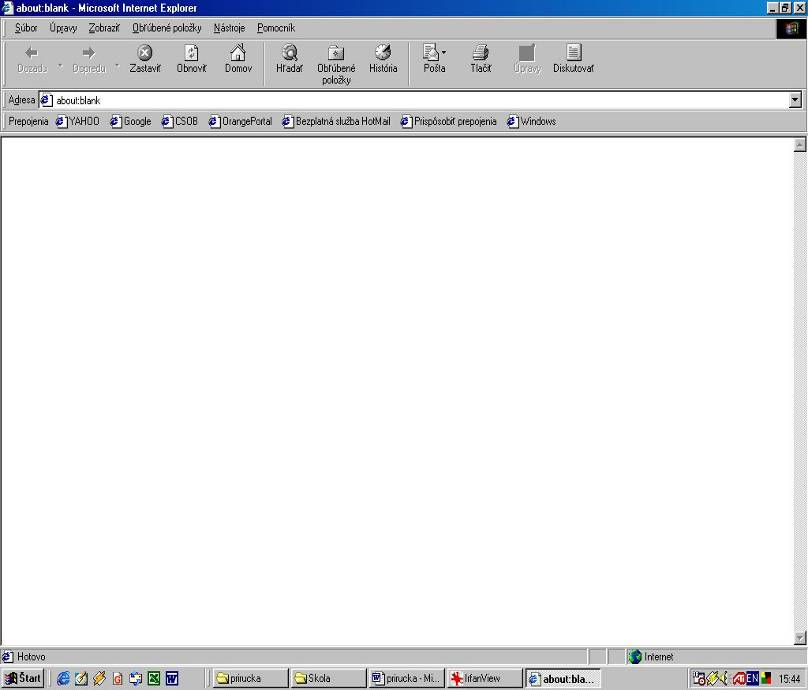 about:blank - Microsoft Internet Explorer
Súbor Úpravy Zobraziť Obľúbené položky Nástroje Pomocník
Dozadu Dopredu Zastaviť Obnoviť Domov Hľadať Obľúbené položky História Pošta Tlačiť Úpravy Diskutovať
Adresa about:blank
Prepojenia YAHOO Google CSOB OrangePortal Bezplatná služba HotMail Prispôsobiť prepojenia Windows
Hotovo Internet
Štart prirucka Skola prirucka - Mi... IrfanView about:bla... EN 15:44